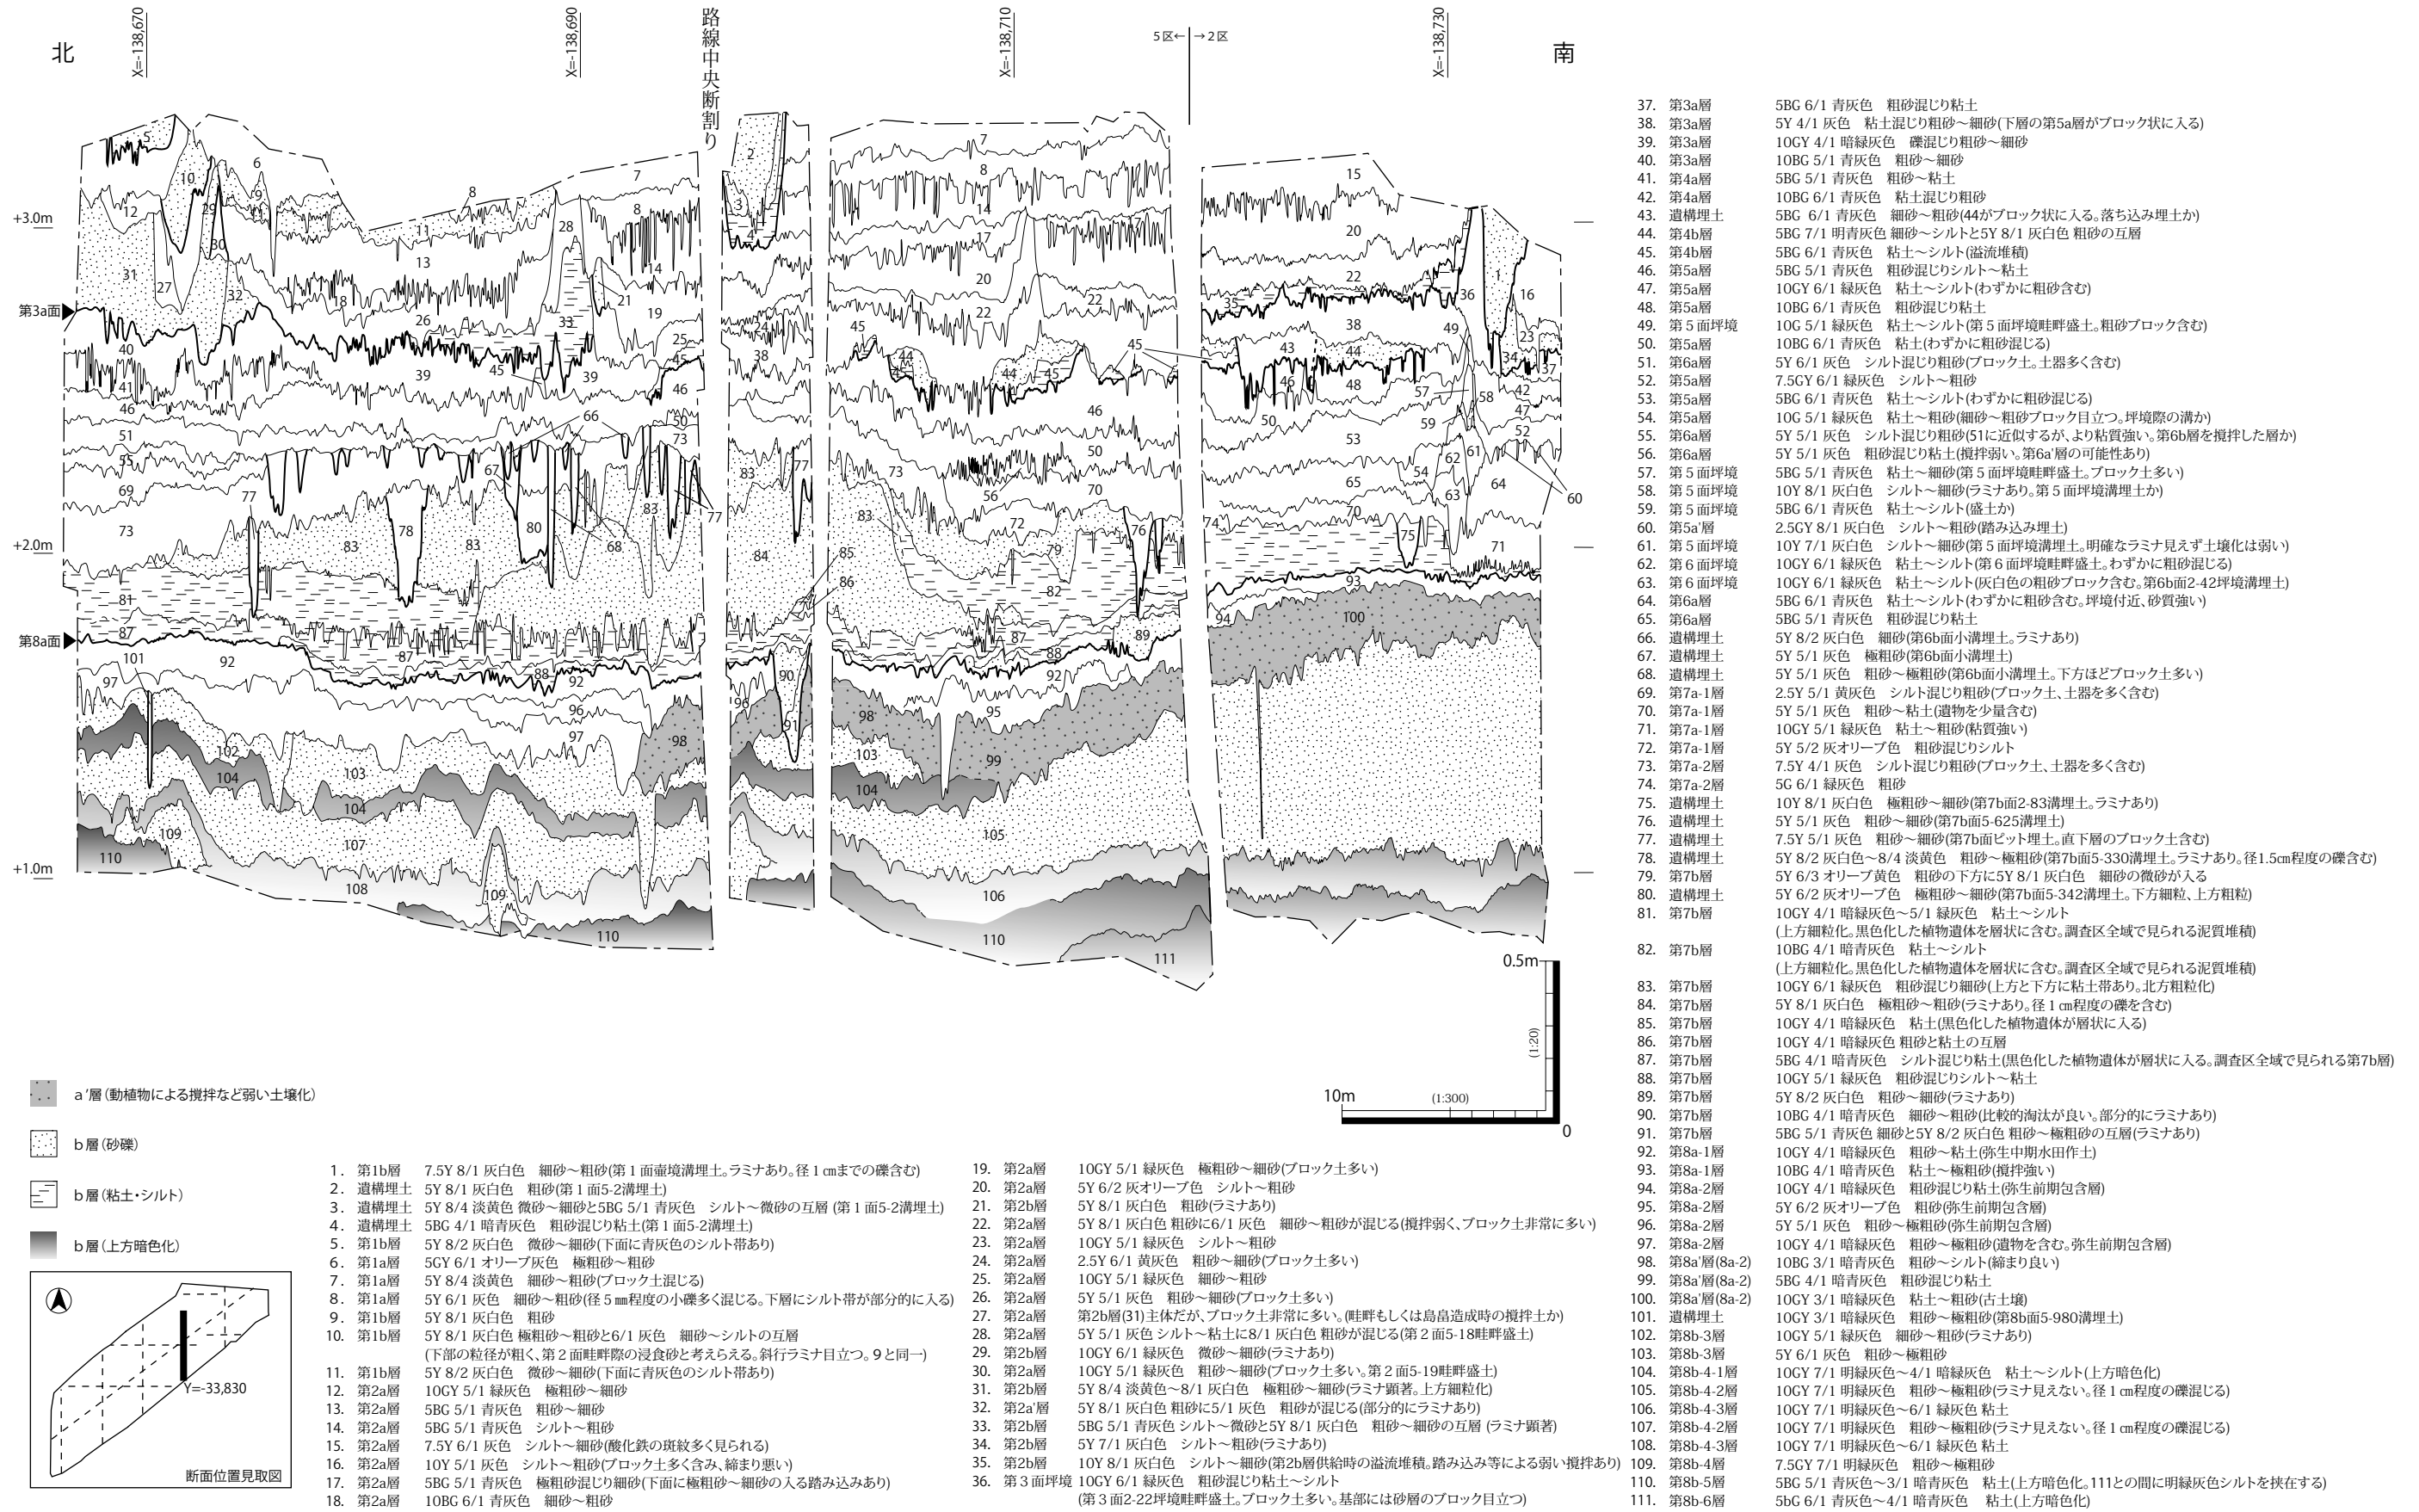 北
X=-138,670
X=-138,690
路線中央断割り
X=-138,710
5区←
→2区
X=-138,730
南
+3.0m
第3a面
+2.0m
第8a面
+1.0m
0.5m
(1:20)
10m
(1:300)
0
a'層(動植物による撹拌など弱い土壌化)
b層(砂礫)
b層(粘土・シルト)
b層(上方暗色化)
Y=-33,830
断面位置見取図
1. 第1b層 7.5Y 8/1 灰白色 細砂～粗砂(第1面壷境溝埋土。ラミナあり。径1㎝までの礫含む)
2. 遺構埋土 5Y 8/1 灰白色 粗砂(第1面5-2溝埋土)
3. 遺構埋土 5Y 8/4 淡黄色 微砂～細砂と5BG 5/1 青灰色 シルト～微砂の互層 (第1面5-2溝埋土)
4. 遺構埋土 5BG 4/1 暗青灰色 粗砂混じり粘土(第1面5-2溝埋土)
5. 第1b層 5Y 8/2 灰白色 微砂～細砂(下面に青灰色のシルト帯あり)
6. 第1a層 5GY 6/1 オリーブ灰色 極粗砂～粗砂
7. 第1a層 5Y 8/4 淡黄色 細砂～粗砂(ブロック土混じる)
8. 第1a層 5Y 6/1 灰色 細砂～粗砂(径5㎜程度の小礫多く混じる。下層にシルト帯が部分的に入る)
9. 第1b層 5Y 8/1 灰白色 粗砂
10. 第1b層 5Y 8/1 灰白色 極粗砂～粗砂と6/1 灰色 細砂～シルトの互層
(下部の粒径が粗く、第2面畦畔際の浸食砂と考えらえる。斜行ラミナ目立つ。9と同一)
11. 第1b層 5Y 8/2 灰白色 微砂～細砂(下面に青灰色のシルト帯あり)
12. 第2a層 10GY 5/1 緑灰色 極粗砂～細砂
13. 第2a層 5BG 5/1 青灰色 粗砂～細砂
14. 第2a層 5BG 5/1 青灰色 シルト～粗砂
15. 第2a層 7.5Y 6/1 灰色 シルト～細砂(酸化鉄の斑紋多く見られる)
16. 第2a層 10Y 5/1 灰色 シルト～粗砂(ブロック土多く含み、締まり悪い)
17. 第2a層 5BG 5/1 青灰色 極粗砂混じり細砂(下面に極粗砂～細砂の入る踏み込みあり)
18. 第2a層 10BG 6/1 青灰色 細砂～粗砂
19. 第2a層 10GY 5/1 緑灰色 極粗砂～細砂(ブロック土多い)
20. 第2a層 5Y 6/2 灰オリーブ色 シルト～粗砂
21. 第2b層 5Y 8/1 灰白色 粗砂(ラミナあり)
22. 第2a層 5Y 8/1 灰白色 粗砂に6/1 灰色 細砂～粗砂が混じる(撹拌弱く、ブロック土非常に多い)
23. 第2a層 10GY 5/1 緑灰色 シルト～粗砂
24. 第2a層 2.5Y 6/1 黄灰色 粗砂～細砂(ブロック土多い)
25. 第2a層 10GY 5/1 緑灰色 細砂～粗砂
26. 第2a層 5Y 5/1 灰色 粗砂～細砂(ブロック土多い)
27. 第2a層 第2b層(31)主体だが、ブロック土非常に多い。(畦畔もしくは島畠造成時の撹拌土か)
28. 第2a層 5Y 5/1 灰色 シルト～粘土に8/1 灰白色 粗砂が混じる(第2面5-18畦畔盛土)
29. 第2b層 10GY 6/1 緑灰色 微砂～細砂(ラミナあり)
30. 第2a層 10GY 5/1 緑灰色 粗砂～細砂(ブロック土多い。第2面5-19畦畔盛土)
31. 第2b層 5Y 8/4 淡黄色～8/1 灰白色 極粗砂～細砂(ラミナ顕著。上方細粒化)
32. 第2a'層 5Y 8/1 灰白色 粗砂に5/1 灰色 粗砂が混じる(部分的にラミナあり)
33. 第2b層 5BG 5/1 青灰色 シルト～微砂と5Y 8/1 灰白色 粗砂～細砂の互層 (ラミナ顕著)
34. 第2b層 5Y 7/1 灰白色 シルト～粗砂(ラミナあり)
35. 第2b層 10Y 8/1 灰白色 シルト～細砂(第2b層供給時の溢流堆積。踏み込み等による弱い撹拌あり)
36. 第3面坪境 10GY 6/1 緑灰色 粗砂混じり粘土～シルト
(第3面2-22坪境畦畔盛土。ブロック土多い。基部には砂層のブロック目立つ)
37. 第3a層 5BG 6/1 青灰色 粗砂混じり粘土
38. 第3a層 5Y 4/1 灰色 粘土混じり粗砂～細砂(下層の第5a層がブロック状に入る)
39. 第3a層 10GY 4/1 暗緑灰色 礫混じり粗砂～細砂
40. 第3a層 10BG 5/1 青灰色 粗砂～細砂
41. 第4a層 5BG 5/1 青灰色 粗砂～粘土
42. 第4a層 10BG 6/1 青灰色 粘土混じり粗砂
43. 遺構埋土 5BG 6/1 青灰色 細砂～粗砂(44がブロック状に入る。落ち込み埋土か)
44. 第4b層 5BG 7/1 明青灰色 細砂～シルトと5Y 8/1 灰白色 粗砂の互層
45. 第4b層 5BG 6/1 青灰色 粘土～シルト(溢流堆積)
46. 第5a層 5BG 5/1 青灰色 粗砂混じりシルト～粘土
47. 第5a層 10GY 6/1 緑灰色 粘土～シルト(わずかに粗砂含む)
48. 第5a層 10BG 6/1 青灰色 粗砂混じり粘土
49. 第5面坪境 10G 5/1 緑灰色 粘土～シルト(第5面坪境畦畔盛土。粗砂ブロック含む)
50. 第5a層 10BG 6/1 青灰色 粘土(わずかに粗砂混じる)
51. 第6a層 5Y 6/1 灰色 シルト混じり粗砂(ブロック土。土器多く含む)
52. 第5a層 7.5GY 6/1 緑灰色 シルト～粗砂
53. 第5a層 5BG 6/1 青灰色 粘土～シルト(わずかに粗砂混じる)
54. 第5a層 10G 5/1 緑灰色 粘土～粗砂(細砂～粗砂ブロック目立つ。坪境際の溝か)
55. 第6a層 5Y 5/1 灰色 シルト混じり粗砂(51に近似するが、より粘質強い。第6b層を撹拌した層か)
56. 第6a層 5Y 5/1 灰色 粗砂混じり粘土(撹拌弱い。第6a'層の可能性あり)
57. 第5面坪境 5BG 5/1 青灰色 粘土～細砂(第5面坪境畦畔盛土。ブロック土多い)
58. 第5面坪境 10Y 8/1 灰白色 シルト～細砂(ラミナあり。第5面坪境溝埋土か)
59. 第5面坪境 5BG 6/1 青灰色 粘土～シルト(盛土か)
60. 第5a'層 2.5GY 8/1 灰白色 シルト～粗砂(踏み込み埋土)
61. 第5面坪境 10Y 7/1 灰白色 シルト～細砂(第5面坪境溝埋土。明確なラミナ見えず土壌化は弱い)
62. 第6面坪境 10GY 6/1 緑灰色 粘土～シルト(第6面坪境畦畔盛土。わずかに粗砂混じる)
63. 第6面坪境 10GY 6/1 緑灰色 粘土～シルト(灰白色の粗砂ブロック含む。第6b面2-42坪境溝埋土)
64. 第6a層 5BG 6/1 青灰色 粘土～シルト(わずかに粗砂含む。坪境付近、砂質強い)
65. 第6a層 5BG 5/1 青灰色 粗砂混じり粘土
66. 遺構埋土 5Y 8/2 灰白色 細砂(第6b面小溝埋土。ラミナあり)
67. 遺構埋土 5Y 5/1 灰色 極粗砂(第6b面小溝埋土)
68. 遺構埋土 5Y 5/1 灰色 粗砂～極粗砂(第6b面小溝埋土。下方ほどブロック土多い)
69. 第7a-1層 2.5Y 5/1 黄灰色 シルト混じり粗砂(ブロック土、土器を多く含む)
70. 第7a-1層 5Y 5/1 灰色 粗砂～粘土(遺物を少量含む)
71. 第7a-1層 10GY 5/1 緑灰色 粘土～粗砂(粘質強い)
72. 第7a-1層 5Y 5/2 灰オリーブ色 粗砂混じりシルト
73. 第7a-2層 7.5Y 4/1 灰色 シルト混じり粗砂(ブロック土、土器を多く含む)
74. 第7a-2層 5G 6/1 緑灰色 粗砂
75. 遺構埋土 10Y 8/1 灰白色 極粗砂～細砂(第7b面2-83溝埋土。ラミナあり)
76. 遺構埋土 5Y 5/1 灰色 粗砂～細砂(第7b面5-625溝埋土)
77. 遺構埋土 7.5Y 5/1 灰色 粗砂～細砂(第7b面ピット埋土。直下層のブロック土含む)
78. 遺構埋土 5Y 8/2 灰白色～8/4 淡黄色 粗砂～極粗砂(第7b面5-330溝埋土。ラミナあり。径1.5㎝程度の礫含む)
79. 第7b層 5Y 6/3 オリーブ黄色 粗砂の下方に5Y 8/1 灰白色 細砂の微砂が入る
80. 遺構埋土 5Y 6/2 灰オリーブ色 極粗砂～細砂(第7b面5-342溝埋土。下方細粒、上方粗粒)
81. 第7b層 10GY 4/1 暗緑灰色～5/1 緑灰色 粘土～シルト
(上方細粒化。黒色化した植物遺体を層状に含む。調査区全域で見られる泥質堆積)
82. 第7b層 10BG 4/1 暗青灰色 粘土～シルト
(上方細粒化。黒色化した植物遺体を層状に含む。調査区全域で見られる泥質堆積)
83. 第7b層 10GY 6/1 緑灰色 粗砂混じり細砂(上方と下方に粘土帯あり。北方粗粒化)
84. 第7b層 5Y 8/1 灰白色 極粗砂～粗砂(ラミナあり。径1㎝程度の礫を含む)
85. 第7b層 10GY 4/1 暗緑灰色 粘土(黒色化した植物遺体が層状に入る)
86. 第7b層 10GY 4/1 暗緑灰色 粗砂と粘土の互層
87. 第7b層 5BG 4/1 暗青灰色 シルト混じり粘土(黒色化した植物遺体が層状に入る。調査区全域で見られる第7b層)
88. 第7b層 10GY 5/1 緑灰色 粗砂混じりシルト～粘土
89. 第7b層 5Y 8/2 灰白色 粗砂～細砂(ラミナあり)
90. 第7b層 10BG 4/1 暗青灰色 細砂～粗砂(比較的淘汰が良い。部分的にラミナあり)
91. 第7b層 5BG 5/1 青灰色 細砂と5Y 8/2 灰白色 粗砂～極粗砂の互層(ラミナあり)
92. 第8a-1層 10GY 4/1 暗緑灰色 粗砂～粘土(弥生中期水田作土)
93. 第8a-1層 10BG 4/1 暗青灰色 粘土～極粗砂(撹拌強い)
94. 第8a-2層 10GY 4/1 暗緑灰色 粗砂混じり粘土(弥生前期包含層)
95. 第8a-2層 5Y 6/2 灰オリーブ色 粗砂(弥生前期包含層)
96. 第8a-2層 5Y 5/1 灰色 粗砂～極粗砂(弥生前期包含層)
97. 第8a-2層 10GY 4/1 暗緑灰色 粗砂～極粗砂(遺物を含む。弥生前期包含層)
98. 第8a'層(8a-2) 10BG 3/1 暗青灰色 粗砂～シルト(締まり良い)
99. 第8a'層(8a-2) 5BG 4/1 暗青灰色 粗砂混じり粘土
100. 第8a'層(8a-2) 10GY 3/1 暗緑灰色 粘土～粗砂(古土壌)
101. 遺構埋土 10GY 3/1 暗緑灰色 粗砂～極粗砂(第8b面5-980溝埋土)
102. 第8b-3層 10GY 5/1 緑灰色 細砂～粗砂(ラミナあり)
103. 第8b-3層 5Y 6/1 灰色 粗砂～極粗砂
104. 第8b-4-1層 10GY 7/1 明緑灰色～4/1 暗緑灰色 粘土～シルト(上方暗色化)
105. 第8b-4-2層 10GY 7/1 明緑灰色 粗砂～極粗砂(ラミナ見えない。径1㎝程度の礫混じる)
106. 第8b-4-3層 10GY 7/1 明緑灰色～6/1 緑灰色 粘土
107. 第8b-4-2層 10GY 7/1 明緑灰色 粗砂～極粗砂(ラミナ見えない。径1㎝程度の礫混じる)
108. 第8b-4-3層 10GY 7/1 明緑灰色～6/1 緑灰色 粘土
109. 第8b-4層 7.5GY 7/1 明緑灰色 粗砂～極粗砂
110. 第8b-5層 5BG 5/1 青灰色～3/1 暗青灰色 粘土(上方暗色化。111との間に明緑灰色シルトを挟在する)
111. 第8b-6層 5bG 6/1 青灰色～4/1 暗青灰色 粘土(上方暗色化)